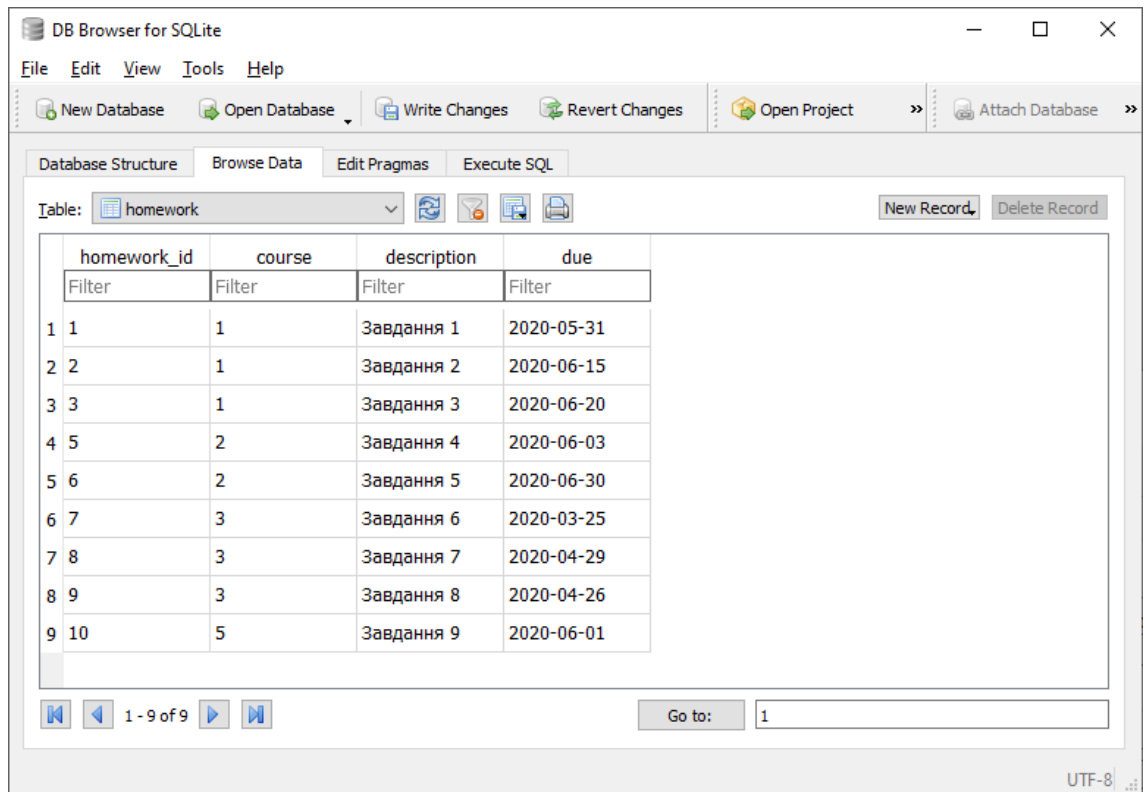 DB Browser for SQLite
File Edit View Tools Help
New Database Open Database Write Changes Revert Changes Open Project » Attach Database »
Database Structure Browse Data Edit Pragmas Execute SQL
Table: homework New Record Delete Record
homework_id course description due
Filter Filter Filter Filter
1 1 1 Завдання 1 2020-05-31
2 2 1 Завдання 2 2020-06-15
3 3 1 Завдання 3 2020-06-20
4 5 2 Завдання 4 2020-06-03
5 6 2 Завдання 5 2020-06-30
6 7 3 Завдання 6 2020-03-25
7 8 3 Завдання 7 2020-04-29
8 9 3 Завдання 8 2020-04-26
9 10 5 Завдання 9 2020-06-01
1 - 9 of 9 Go to: 1
UTF-8